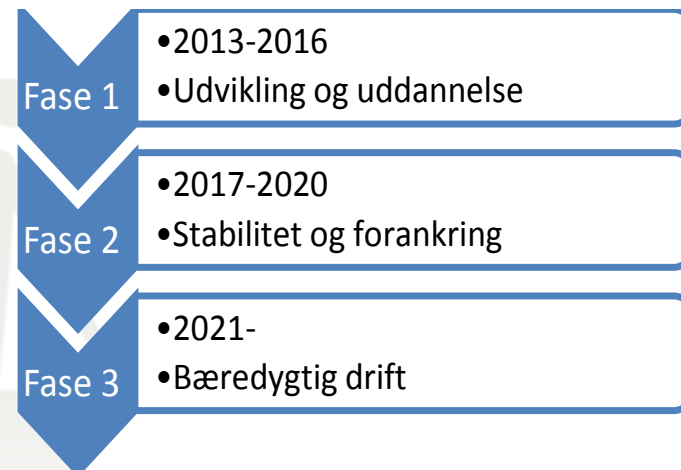 Fase 1
•2013-2016
•Udvikling og uddannelse
Fase 2
•2017-2020
•Stabilitet og forankring
Fase 3
•2021-
•Bæredygtig drift